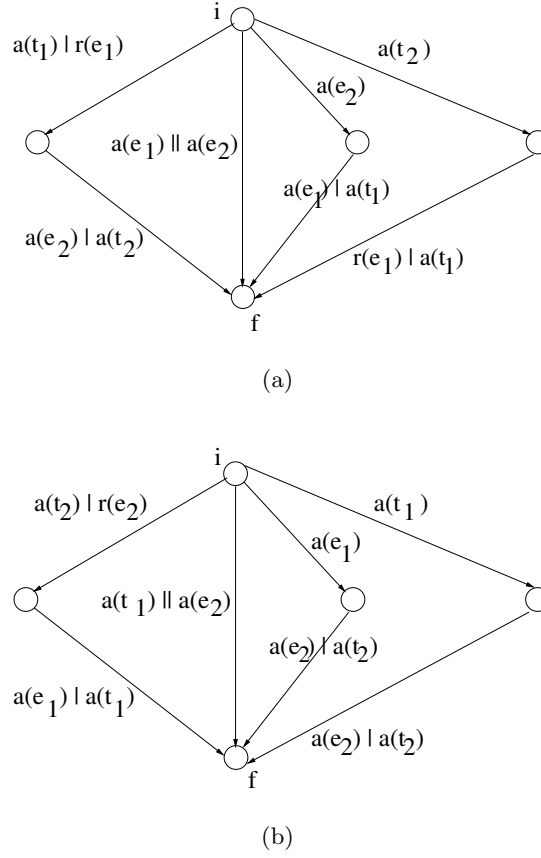 i
a(t1) | r(e1)
a(t2)
a(e2)
a(e1) || a(e2)
a(e1) | a(t1)
a(e2) | a(t2)
r(e1) | a(t1)
f
(a)
i
a(t2) | r(e2)
a(t1)
a(e1)
a(t1) || a(e2)
a(e2) | a(t2)
a(e1) | a(t1)
a(e2) | a(t2)
f
(b)